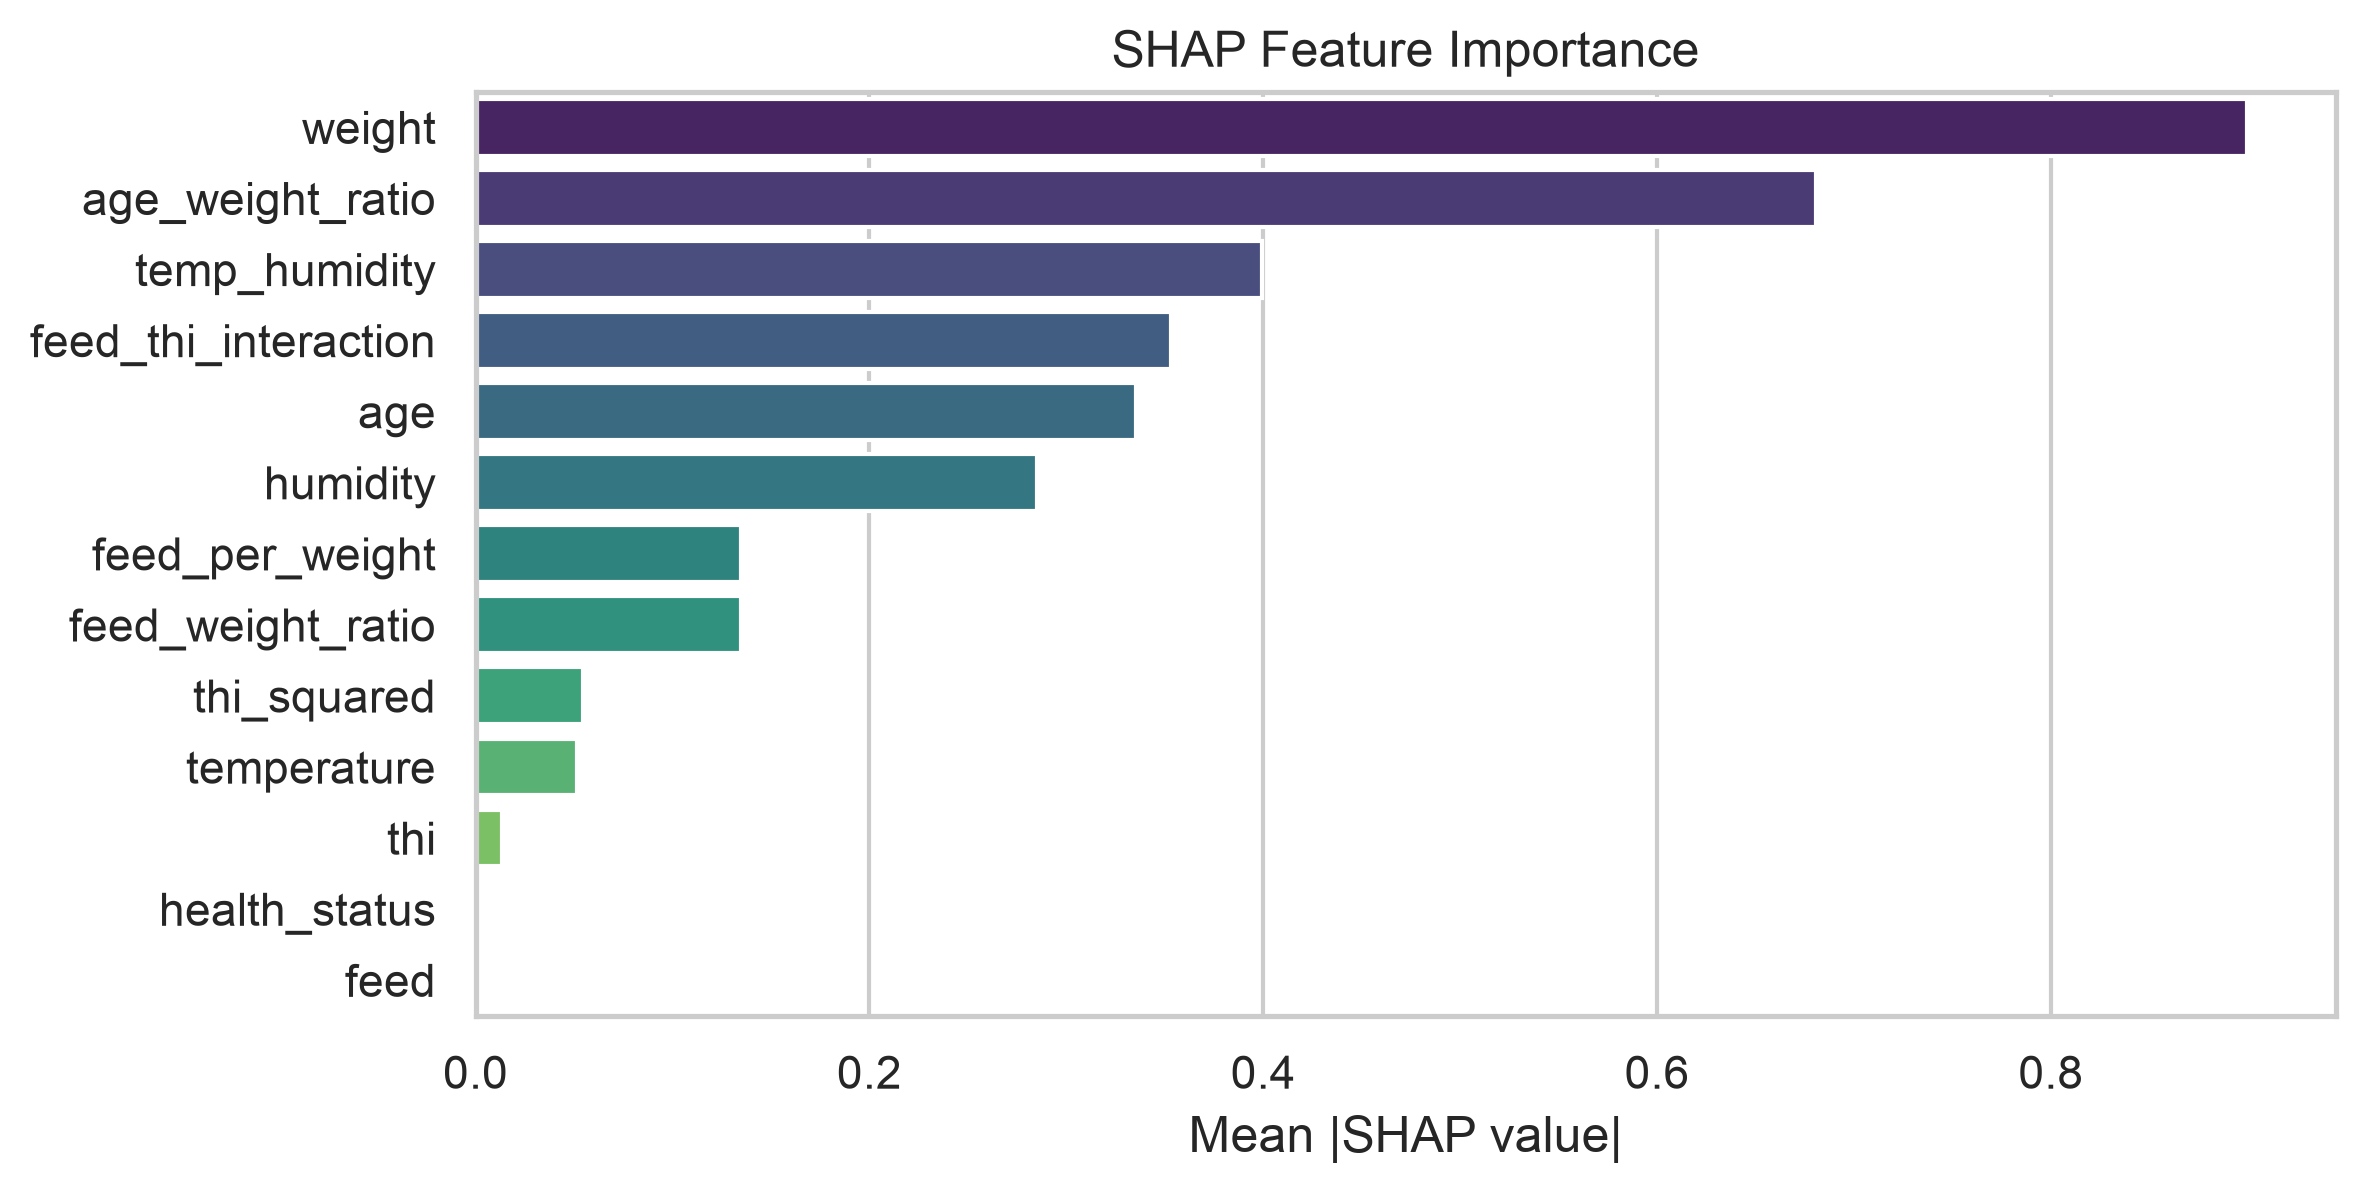 SHAP Feature Importance
weight
age_weight_ratio
temp_humidity
feed_thi_interaction
age
humidity
feed_per_weight
feed_weight_ratio
thi_squared
temperature
thi
health_status
feed
0.0 0.2 0.4 0.6 0.8
Mean |SHAP value|